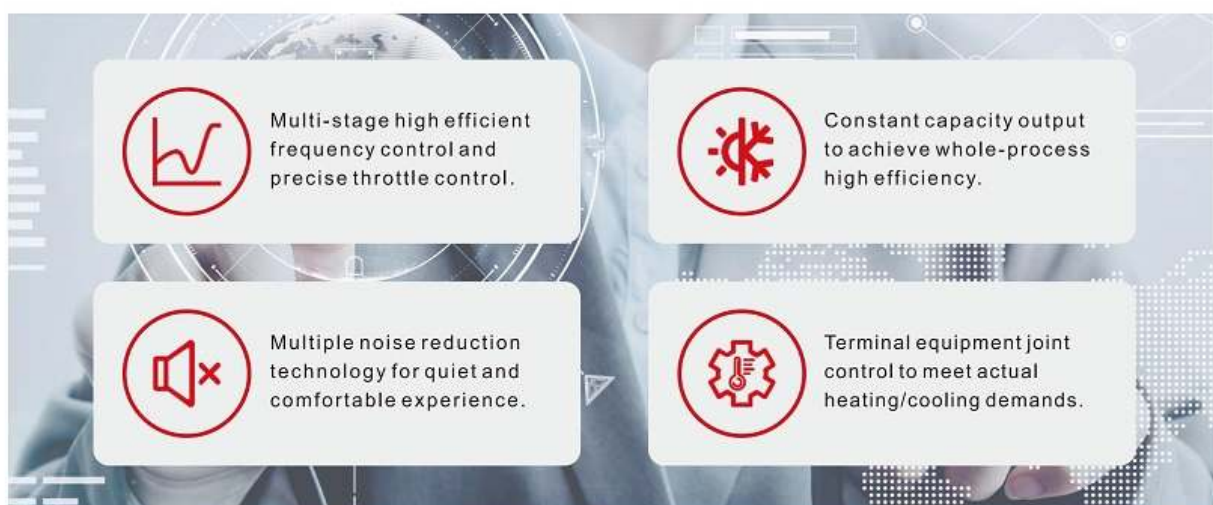 Multi-stage high efficient
frequency control and
precise throttle control.
Constant capacity output
to achieve whole-process
high efficiency.
Multiple noise reduction
technology for quiet and
comfortable experience.
Terminal equipment joint
control to meet actual
heating/cooling demands.